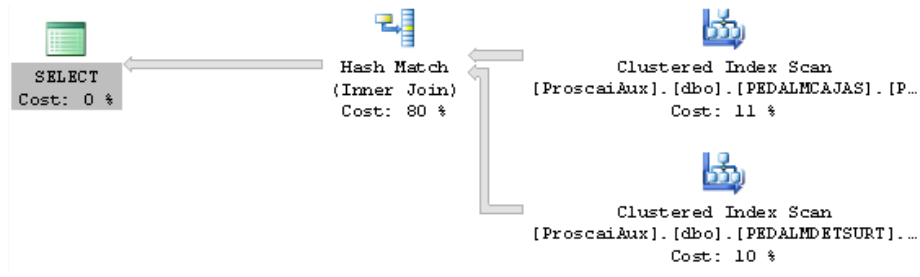 SELECT
Cost: 0 %
Hash Match
(Inner Join)
Cost: 80 %
Clustered Index Scan
[ProscaiAux].[dbo].[PEDALMCAJAS].[P…
Cost: 11 %
Clustered Index Scan
[ProscaiAux].[dbo].[PEDALMDETSURT].…
Cost: 10 %